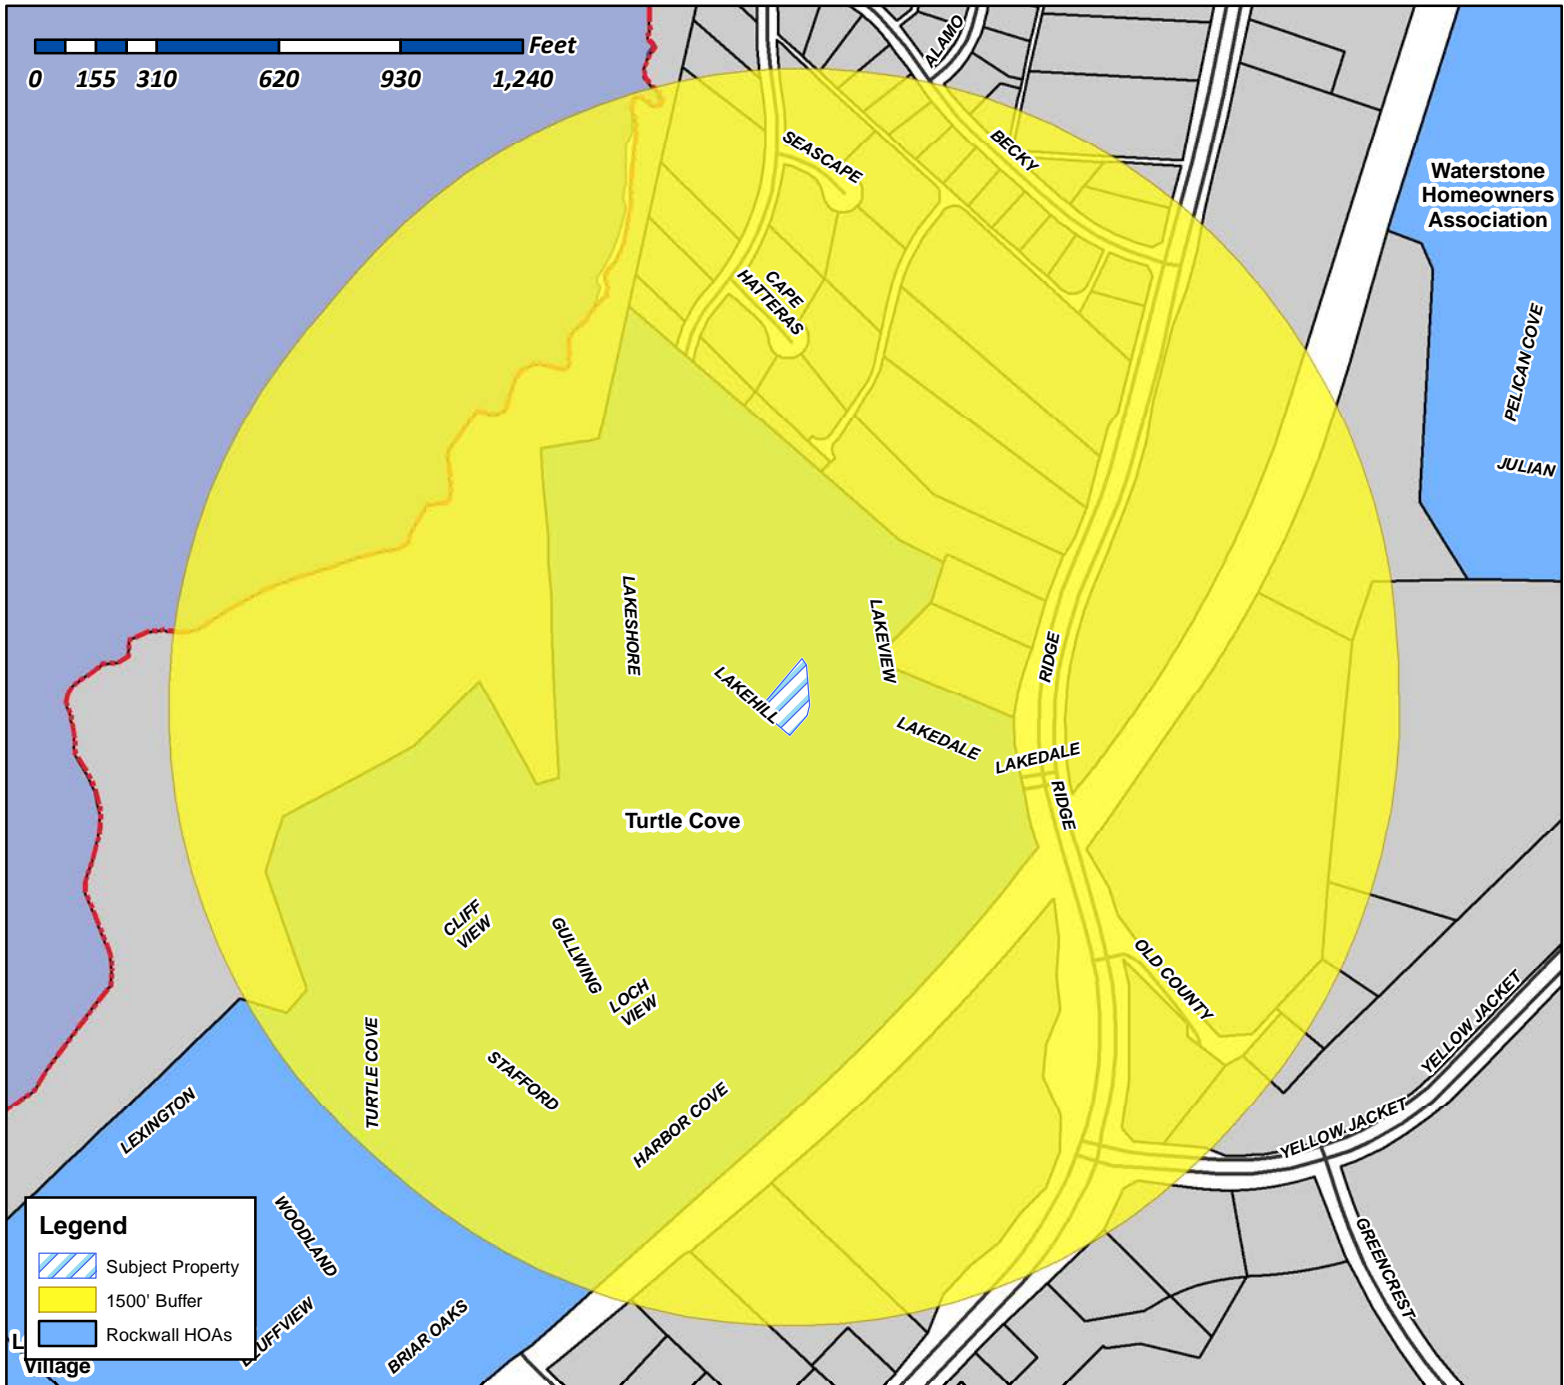 Feet
0 155 310 620 930 1,240
ALAMO
BECKY
SEASCAPE
Waterstone
Homeowners
Association
CAPE
HATTERAS
PELICAN COVE
JULIAN
LAKESHORE
LAKEVIEW
RIDGE
LAKEHILL
LAKEDALE
LAKEDALE
RIDGE
Turtle Cove
CLIFF
VIEW
GULLWING
LOCH
VIEW
OLD COUNTY
TURTLE COVE
STAFFORD
HARBOR COVE
YELLOW JACKET
YELLOW JACKET
LEXINGTON
WOODLAND
GREENCREST
BRIAR OAKS
Legend
Subject Property
1500' Buffer
Rockwall HOAs
Village